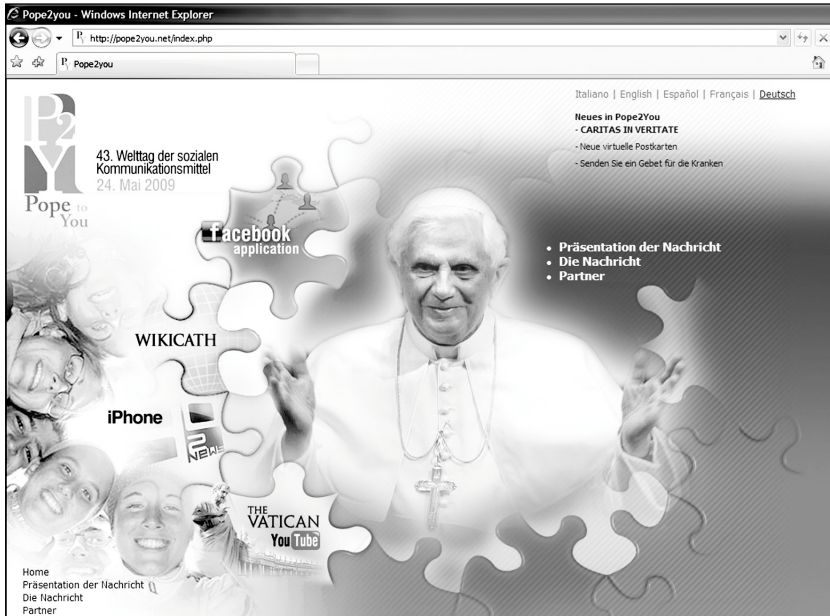 Pope2you - Windows Internet Explorer
http://pope2you.net/index.php
Pope2you
Italiano | English | Español | Français | Deutsch
Neues in Pope2You
- CARITAS IN VERITATE
- Neue virtuelle Postkarten
- Senden Sie ein Gebet für die Kranken
P2Y
Pope to
You
43. Welttag der sozialen
Kommunikationsmittel
24. Mai 2009
facebook
application
• Präsentation der Nachricht
• Die Nachricht
• Partner
WIKICATH
iPhone
H2O
NEWS
THE
VATICAN
YouTube
Home
Präsentation der Nachricht
Die Nachricht
Partner